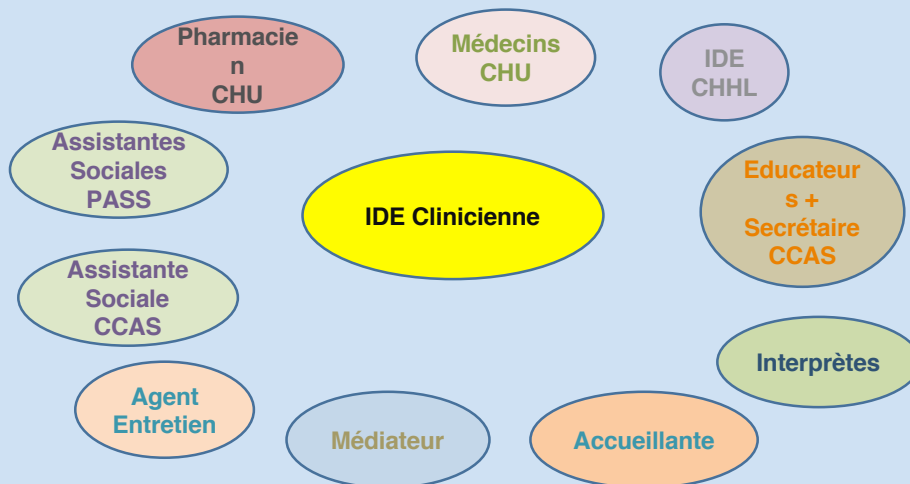 Pharmacie
n
CHU
Médecins
CHU
IDE
CHHL
Assistantes
Sociales
PASS
IDE Clinicienne
Educateur
s +
Secrétaire
CCAS
Assistante
Sociale
CCAS
Interprètes
Agent
Entretien
Médiateur
Accueillante